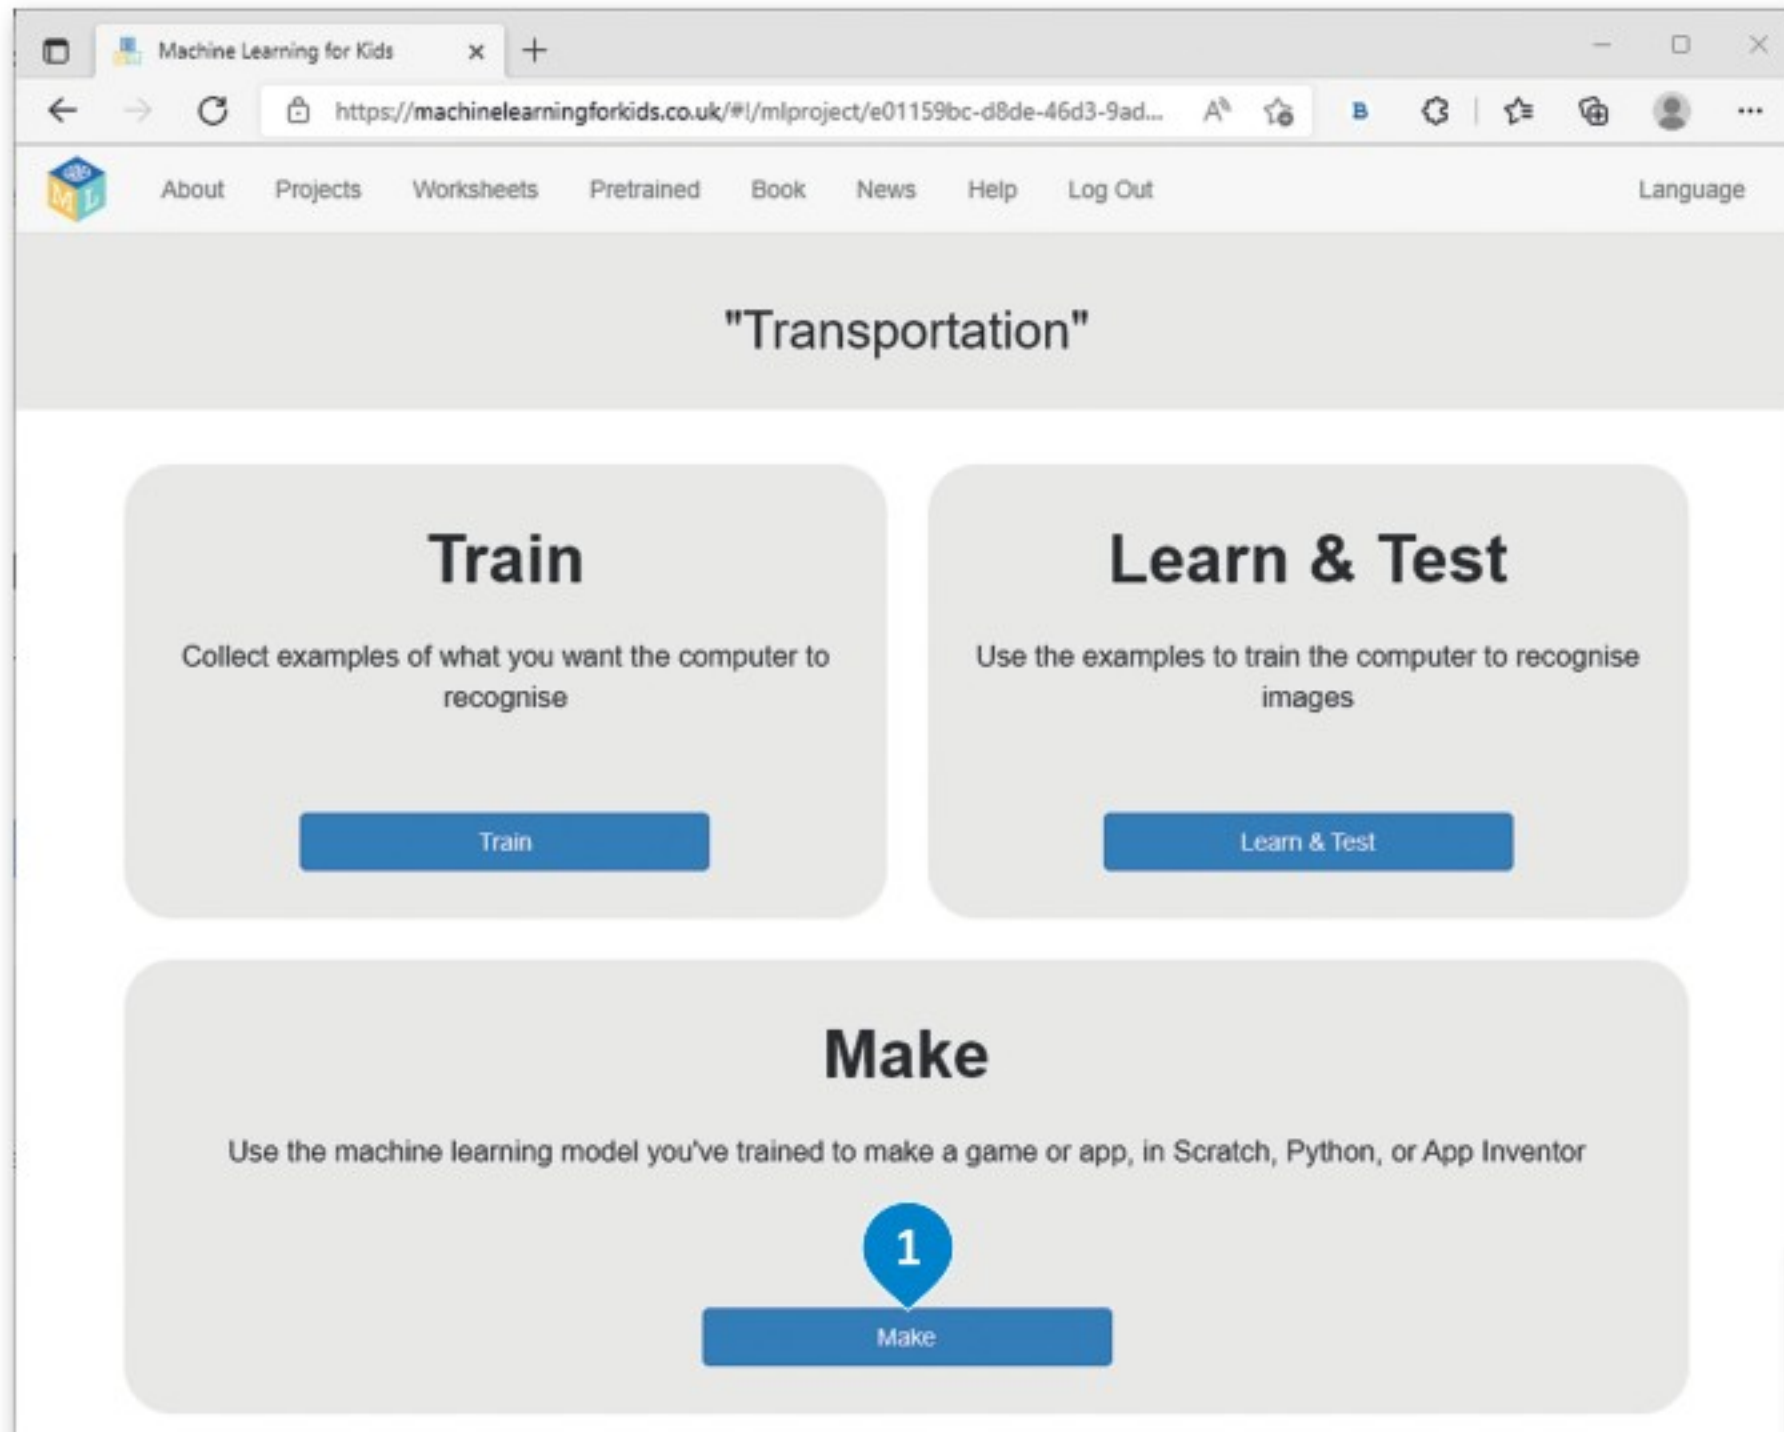 Machine Learning for Kids
https://machinelearningforkids.co.uk/#!/mlproject/e01159bc-d8de-46d3-9ad...
About Projects Worksheets Pretrained Book News Help Log Out Language
"Transportation"
Train
Collect examples of what you want the computer to
recognise
Train
Learn & Test
Use the examples to train the computer to recognise
images
Learn & Test
Make
Use the machine learning model you've trained to make a game or app, in Scratch, Python, or App Inventor
1
Make